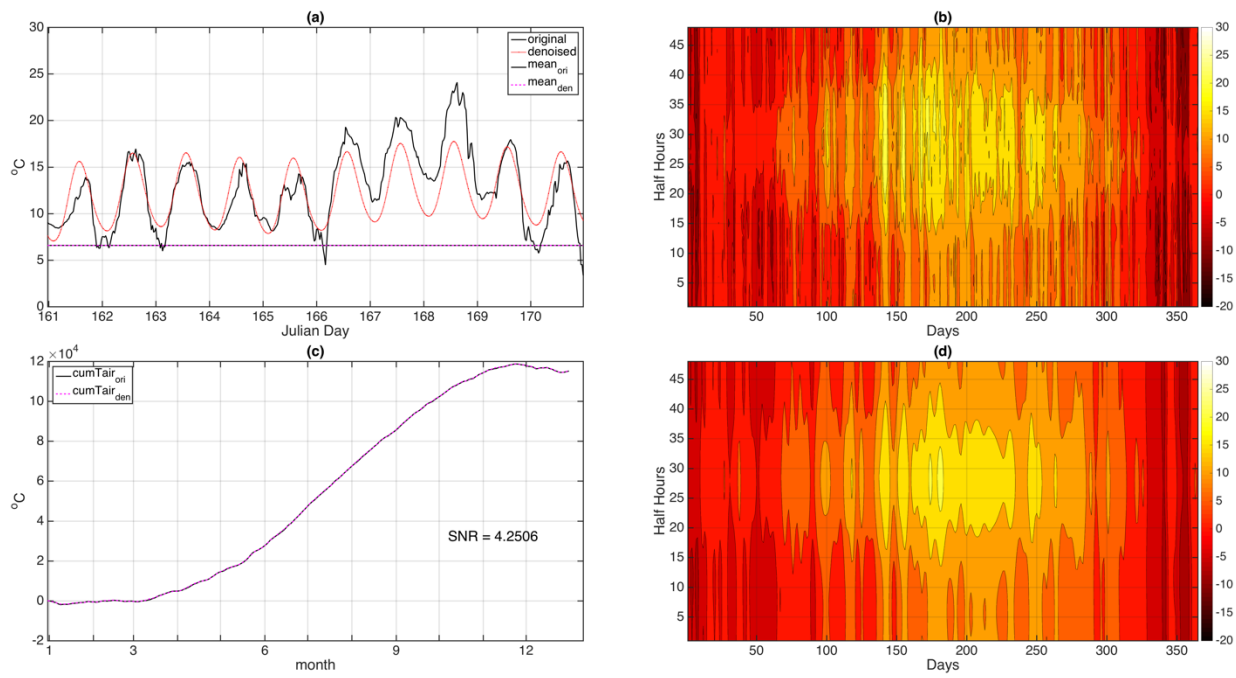 (a)
30
25
20
15
10
5
0
°C
original
denoised
mean_ori
mean_den
161 162 163 164 165 166 167 168 169 170
Julian Day
(b)
45
40
35
30
25
20
15
10
5
Half Hours
50 100 150 200 250 300 350
Days
30
25
20
15
10
5
0
-5
-10
-15
-20
(c)
×10⁴
12
10
8
6
4
2
0
-2
°C
cumTair_ori
cumTair_den
SNR = 4.2506
1 3 6 9 12
month
(d)
45
40
35
30
25
20
15
10
5
Half Hours
50 100 150 200 250 300 350
Days
30
25
20
15
10
5
0
-5
-10
-15
-20